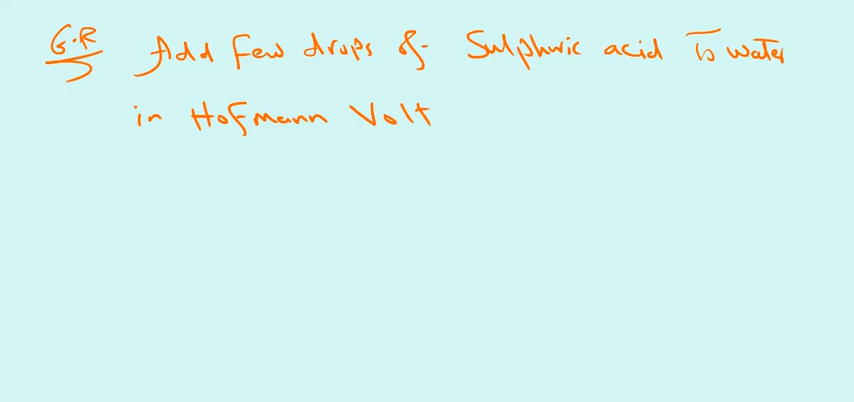 G.R Add Few drops of Sulphuric acid to water
in Hofmann Volt